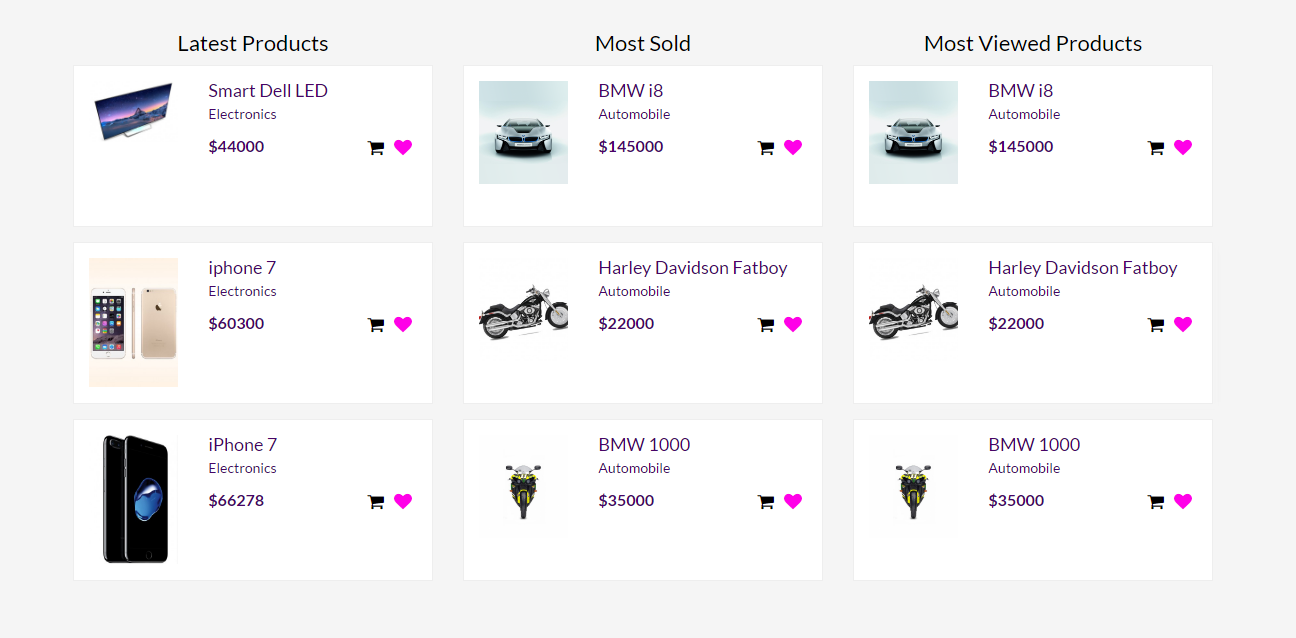 Latest Products
Smart Dell LED
Electronics
$44000
iphone 7
Electronics
$60300
iPhone 7
Electronics
$66278
Most Sold
BMW i8
Automobile
$145000
Harley Davidson Fatboy
Automobile
$22000
BMW 1000
Automobile
$35000
Most Viewed Products
BMW i8
Automobile
$145000
Harley Davidson Fatboy
Automobile
$22000
BMW 1000
Automobile
$35000